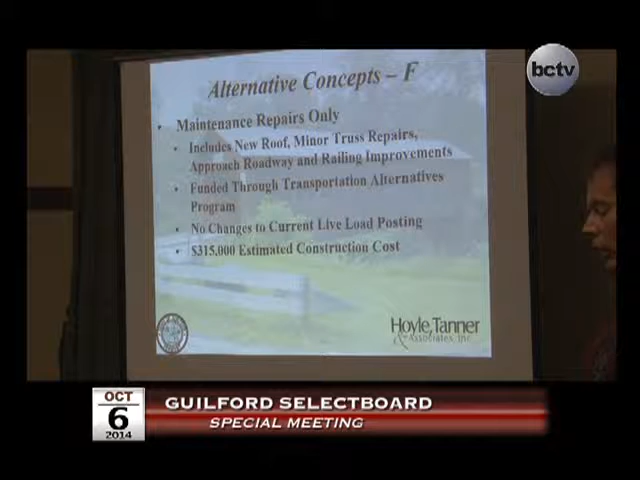 bctv
Alternative Concepts – F
• Maintenance Repairs Only
• Includes New Roof, Minor Truss Repairs,
Approach Roadway and Railing Improvements
• Funded Through Transportation Alternatives
Program
• No Changes to Current Live Load Posting
• $315,000 Estimated Construction Cost
Hoyle, Tanner
& Associates, Inc.
OCT
6
2014
GUILFORD SELECTBOARD
SPECIAL MEETING